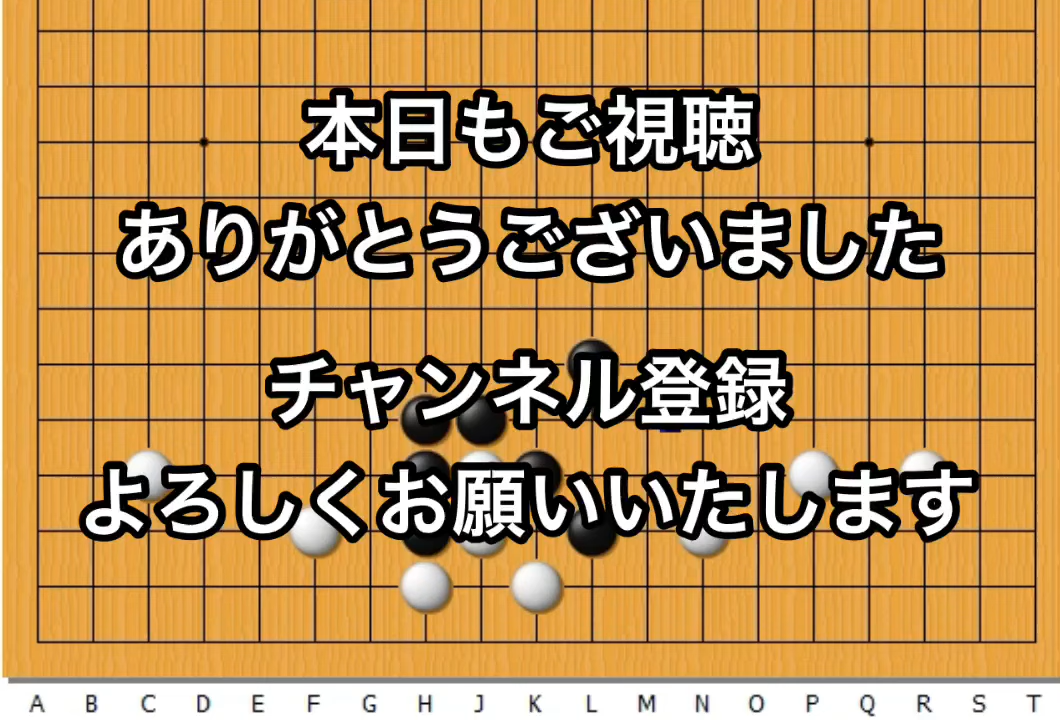 本日もご視聴
ありがとうございました
チャンネル登録
よろしくお願いいたします
A B C D E F G H J K L M N O P Q R S T